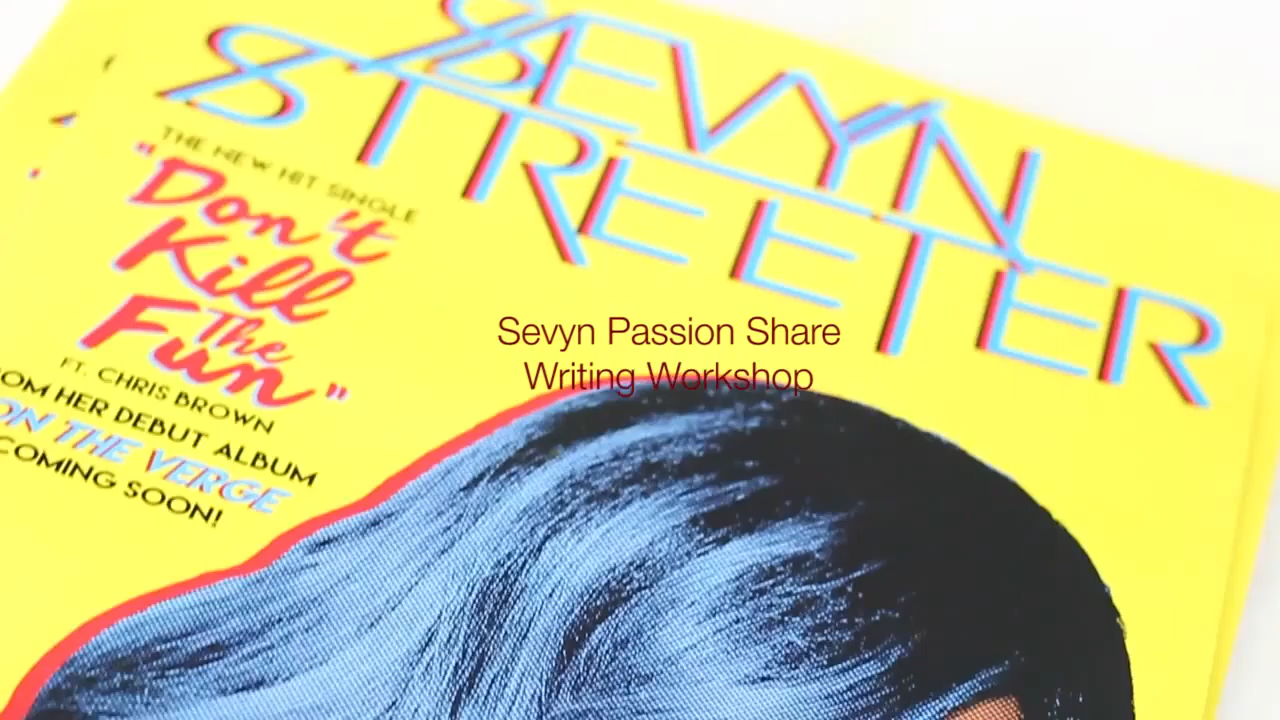 SEVYN
STREETER
THE NEW HIT SINGLE
"Don't
Kill
The
Fun"
FT. CHRIS BROWN
HER DEBUT ALBUM
ON THE VERGE
COMING SOON!
Sevyn Passion Share
Writing Workshop